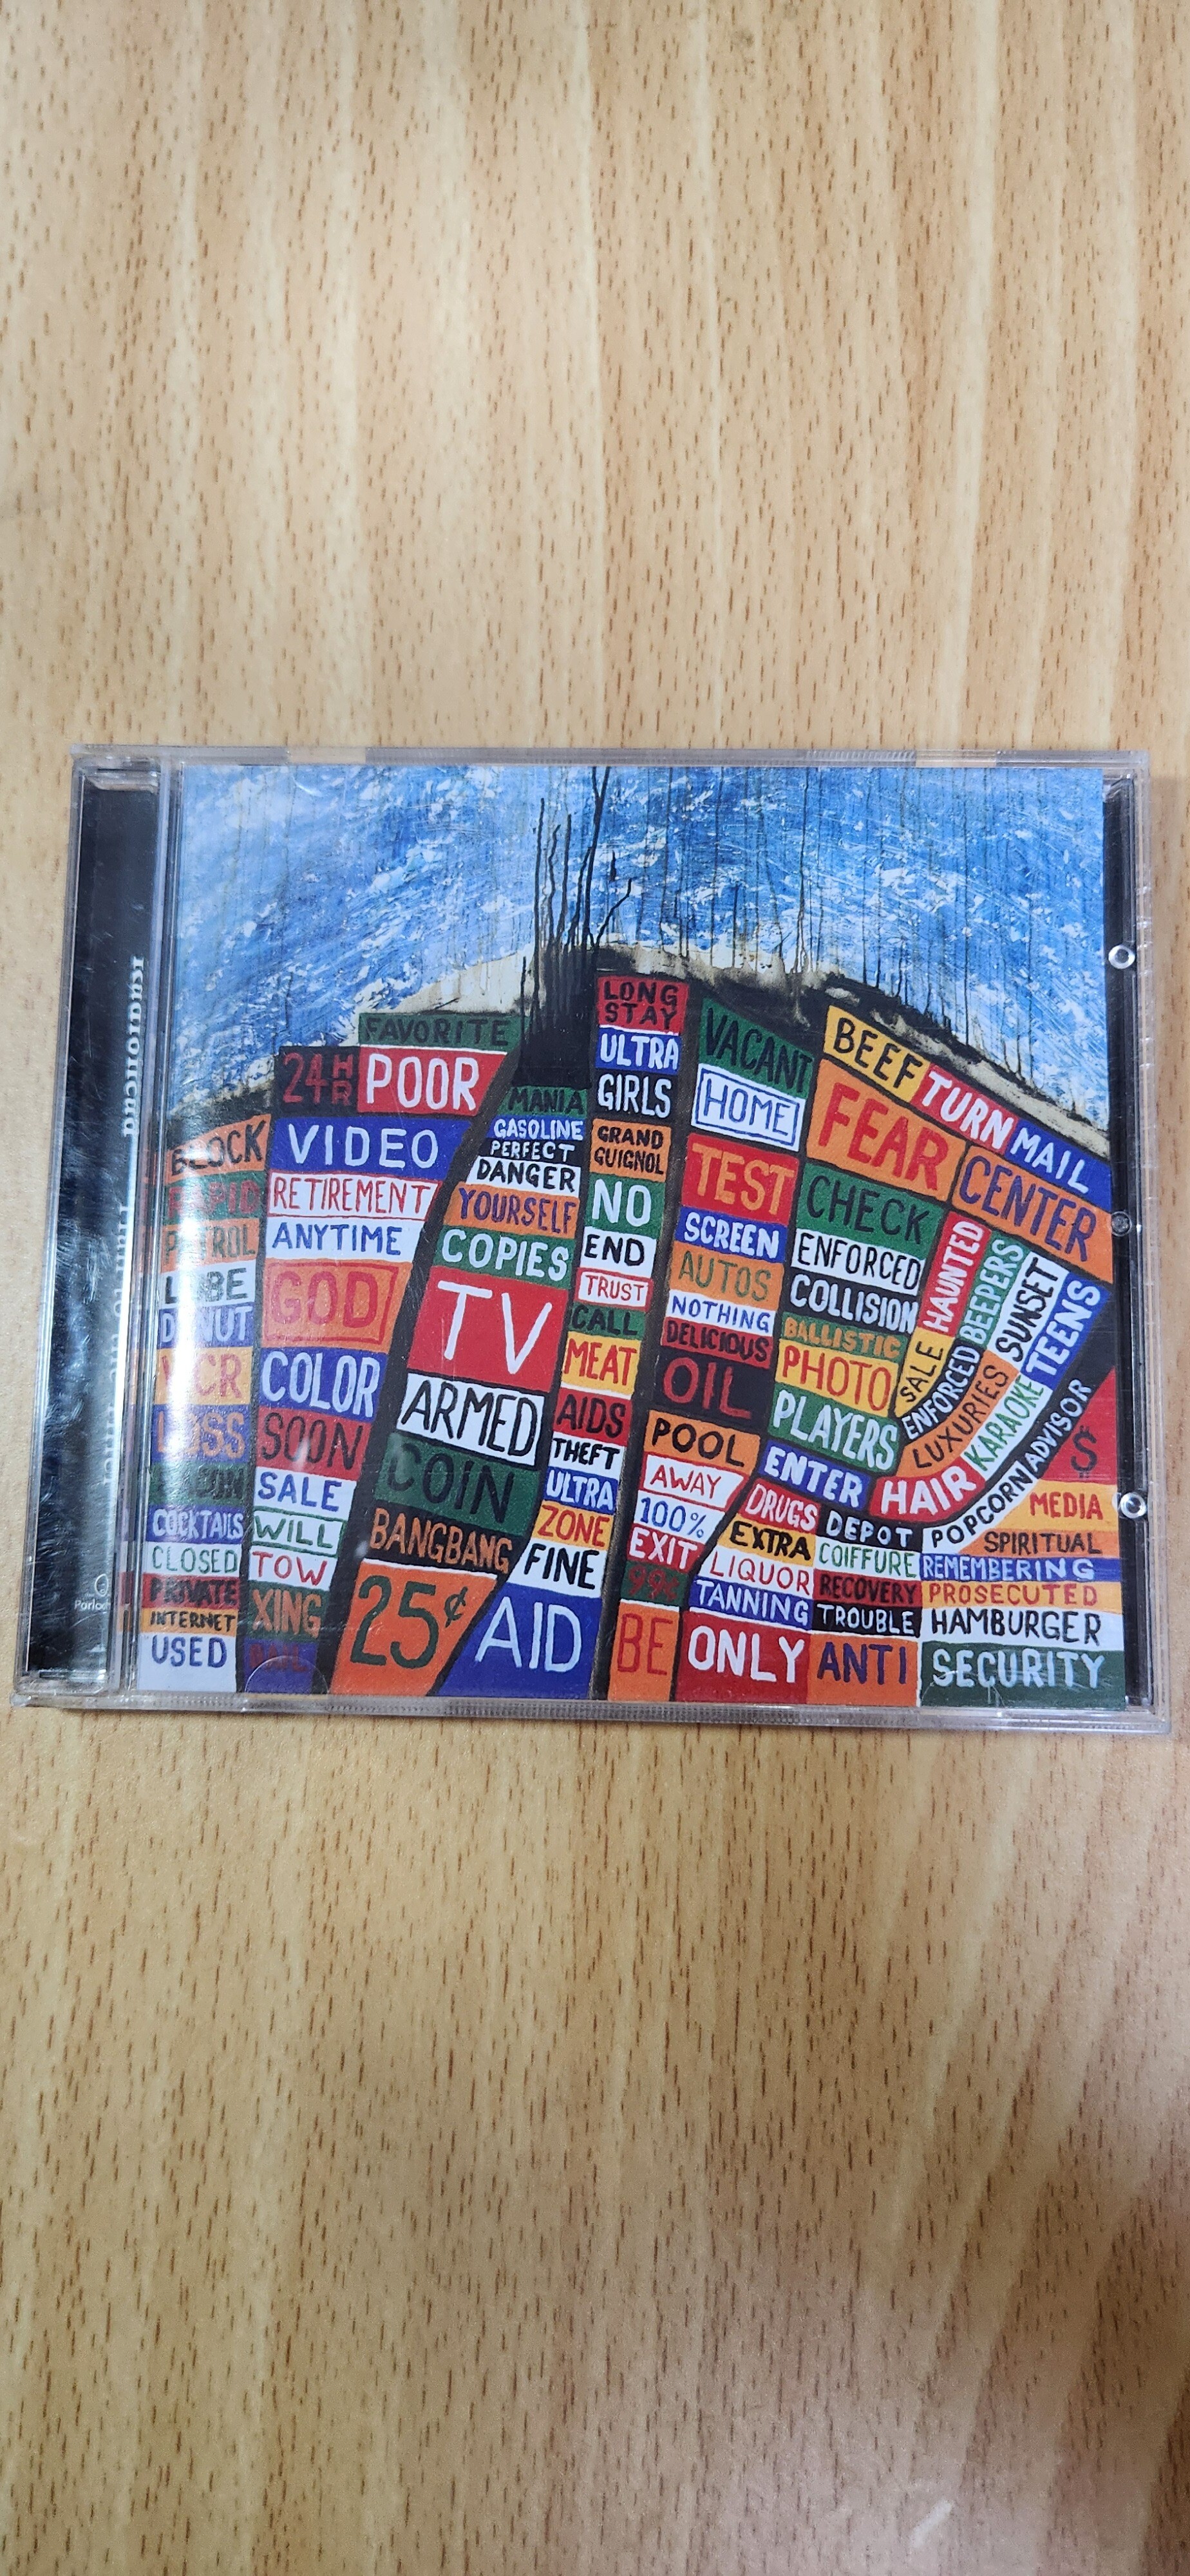 FAVORITE
24HR POOR
VIDEO
RETIREMENT
ANYTIME
GOD
COLOR
SOON
SALE
WILL
TOW
XING
BLOCK
RAPID
PETROL
LUBE
DONUT
VCR
LOSS
COCKTAILS
CLOSED
PRIVATE
INTERNET
USED
MANIA
GASOLINE
PERFECT
DANGER
YOURSELF
COPIES
TV
ARMED
COIN
BANGBANG
25¢
LONG
STAY
ULTRA
GIRLS
GRAND
GUIGNOL
NO
END
TRUST
CALL
MEAT
AIDS
THEFT
ULTRA
ZONE
FINE
AID
VACANT
HOME
TEST
SCREEN
AUTOS
NOTHING
DELICIOUS
OIL
POOL
AWAY
100%
EXIT
99¢
BE
BEEF TURN MAIL
FEAR CENTER
CHECK
ENFORCED
COLLISION
BALLISTIC
PHOTO
PLAYERS
ENTER
HAUNTED
SALE
BEEPERS
ENFORCED
SUNSET
LUXURIES
TEENS
KARAOKE
HAIR
ADVISOR
POPCORN
$
DRUGS
EXTRA
LIQUOR
TANNING
ONLY
DEPOT
COIFFURE
RECOVERY
TROUBLE
ANTI
MEDIA
SPIRITUAL
REMEMBERING
PROSECUTED
HAMBURGER
SECURITY